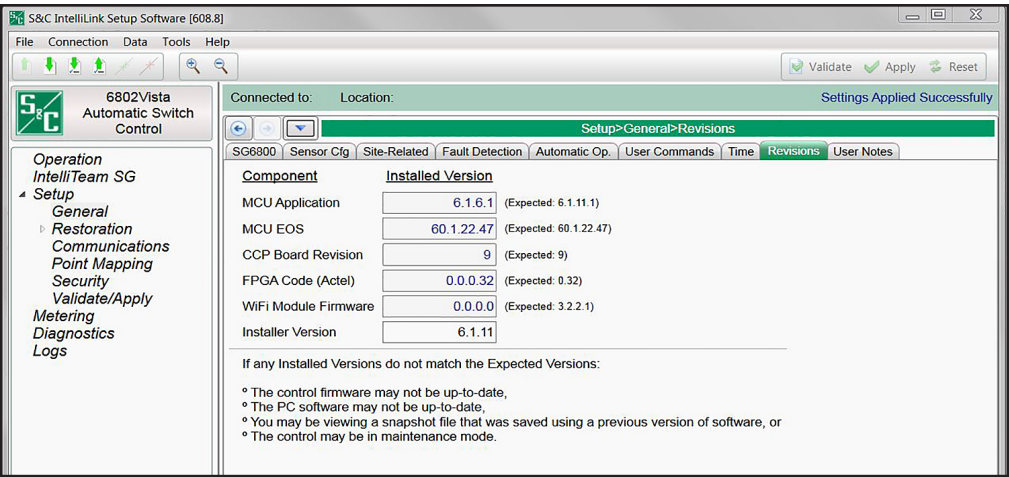 S&C IntelliLink Setup Software [608.8]
File Connection Data Tools Help
Validate Apply Reset
S&C
6802Vista
Automatic Switch
Control
Connected to: Location: Settings Applied Successfully
Setup>General>Revisions
SG6800 Sensor Cfg Site-Related Fault Detection Automatic Op. User Commands Time Revisions User Notes
Operation
IntelliTeam SG
Setup
General
Restoration
Communications
Point Mapping
Security
Validate/Apply
Metering
Diagnostics
Logs
Component Installed Version
MCU Application 6.1.6.1 (Expected: 6.1.11.1)
MCU EOS 60.1.22.47 (Expected: 60.1.22.47)
CCP Board Revision 9 (Expected: 9)
FPGA Code (Actel) 0.0.0.32 (Expected: 0.32)
WiFi Module Firmware 0.0.0.0 (Expected: 3.2.2.1)
Installer Version 6.1.11
If any Installed Versions do not match the Expected Versions:
º The control firmware may not be up-to-date,
º The PC software may not be up-to-date,
º You may be viewing a snapshot file that was saved using a previous version of software, or
º The control may be in maintenance mode.